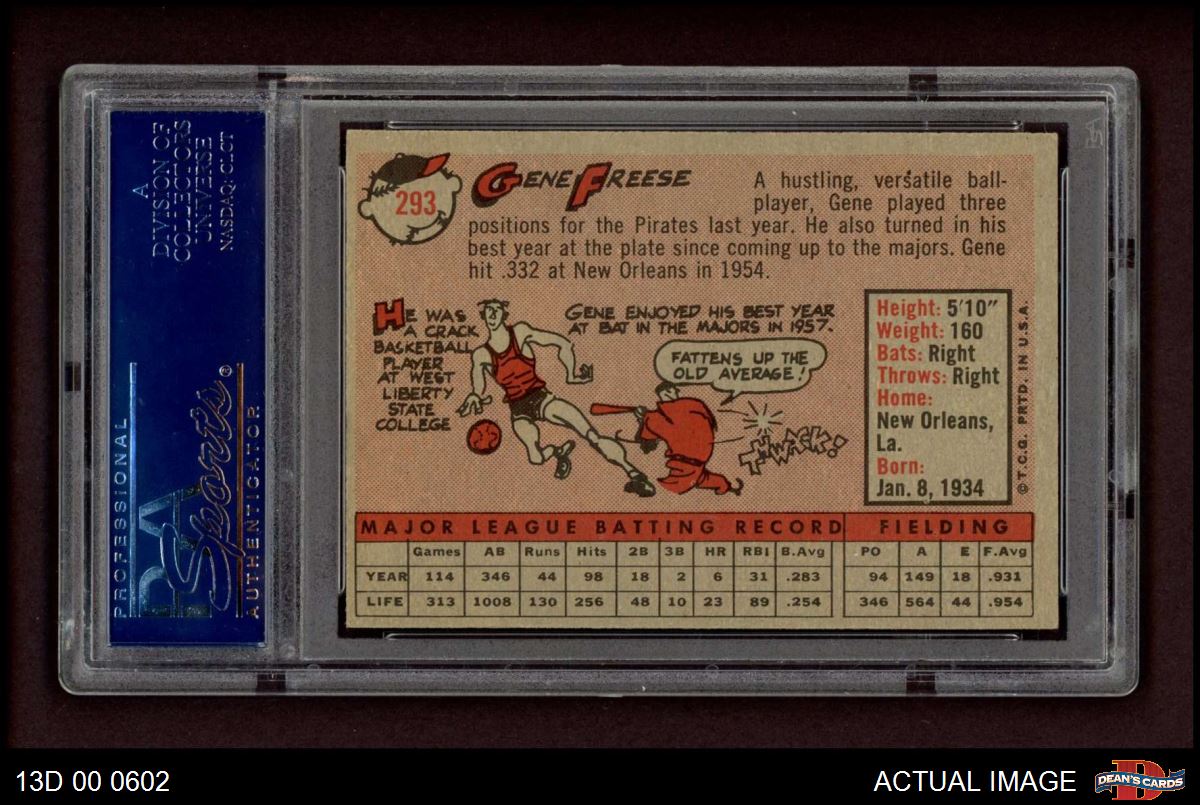 A
DIVISION OF
COLLECTORS
UNIVERSE
NASDAQ: CLCT
PROFESSIONAL
PSA
Sports®
AUTHENTICATOR
293
GENE FREESE
A hustling, versatile ball-
player, Gene played three
positions for the Pirates last year. He also turned in his
best year at the plate since coming up to the majors. Gene
hit .332 at New Orleans in 1954.
HE WAS
A CRACK
BASKETBALL
PLAYER
AT WEST
LIBERTY
STATE
COLLEGE
GENE ENJOYED HIS BEST YEAR
AT BAT IN THE MAJORS IN 1957.
FATTENS UP THE
OLD AVERAGE!
THWACK!
Height: 5'10"
Weight: 160
Bats: Right
Throws: Right
Home:
New Orleans,
La.
Born:
Jan. 8, 1934
©T.C.G. PRTD. IN U.S.A.
MAJOR LEAGUE BATTING RECORD FIELDING
Games AB Runs Hits 2B 3B HR RBI B.Avg PO A E F.Avg
YEAR 114 346 44 98 18 2 6 31 .283 94 149 18 .931
LIFE 313 1008 130 256 48 10 23 89 .254 346 564 44 .954
13D 00 0602
ACTUAL IMAGE
DEAN'S CARDS